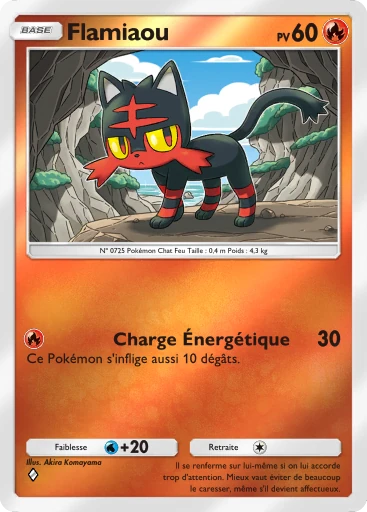 BASE
Flamiaou
PV 60
N° 0725 Pokémon Chat Feu Taille : 0,4 m Poids : 4,3 kg
Charge Énergétique 30
Ce Pokémon s'inflige aussi 10 dégâts.
Faiblesse +20 Retraite
Illus. Akira Komayama
Il se renferme sur lui-même si on lui accorde
trop d'attention. Mieux vaut éviter de beaucoup
le caresser, même s'il devient affectueux.